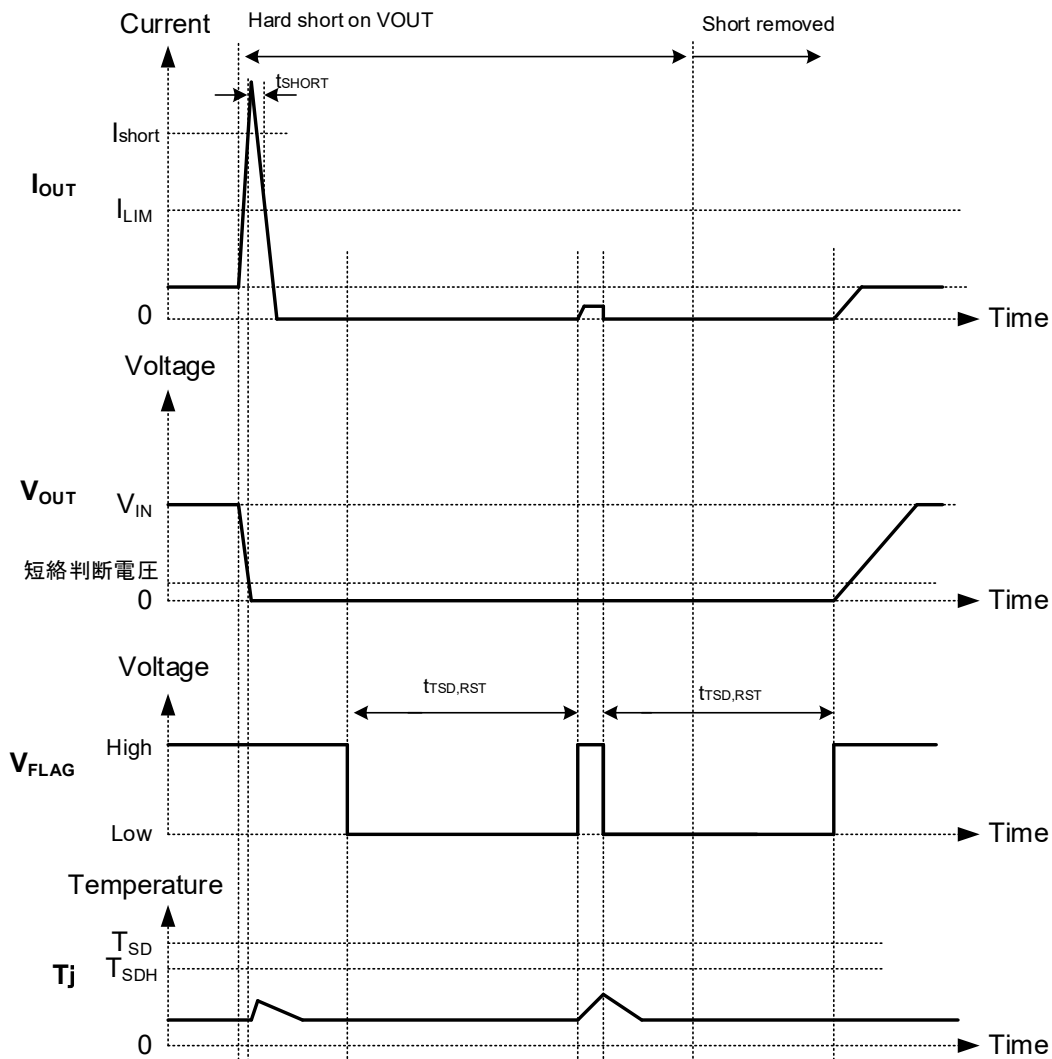 Current
Hard short on VOUT
Short removed
tSHORT
Ishort
IOUT
ILIM
0
Time
Voltage
VOUT
VIN
短絡判断電圧
0
Time
Voltage
tTSD,RST
tTSD,RST
High
VFLAG
Low
Time
Temperature
TSD
Tj
TSDH
0
Time